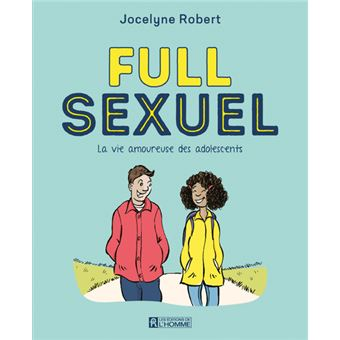 Jocelyne Robert
FULL
SEXUEL
La vie amoureuse des adolescents
LES ÉDITIONS DE
L'HOMME